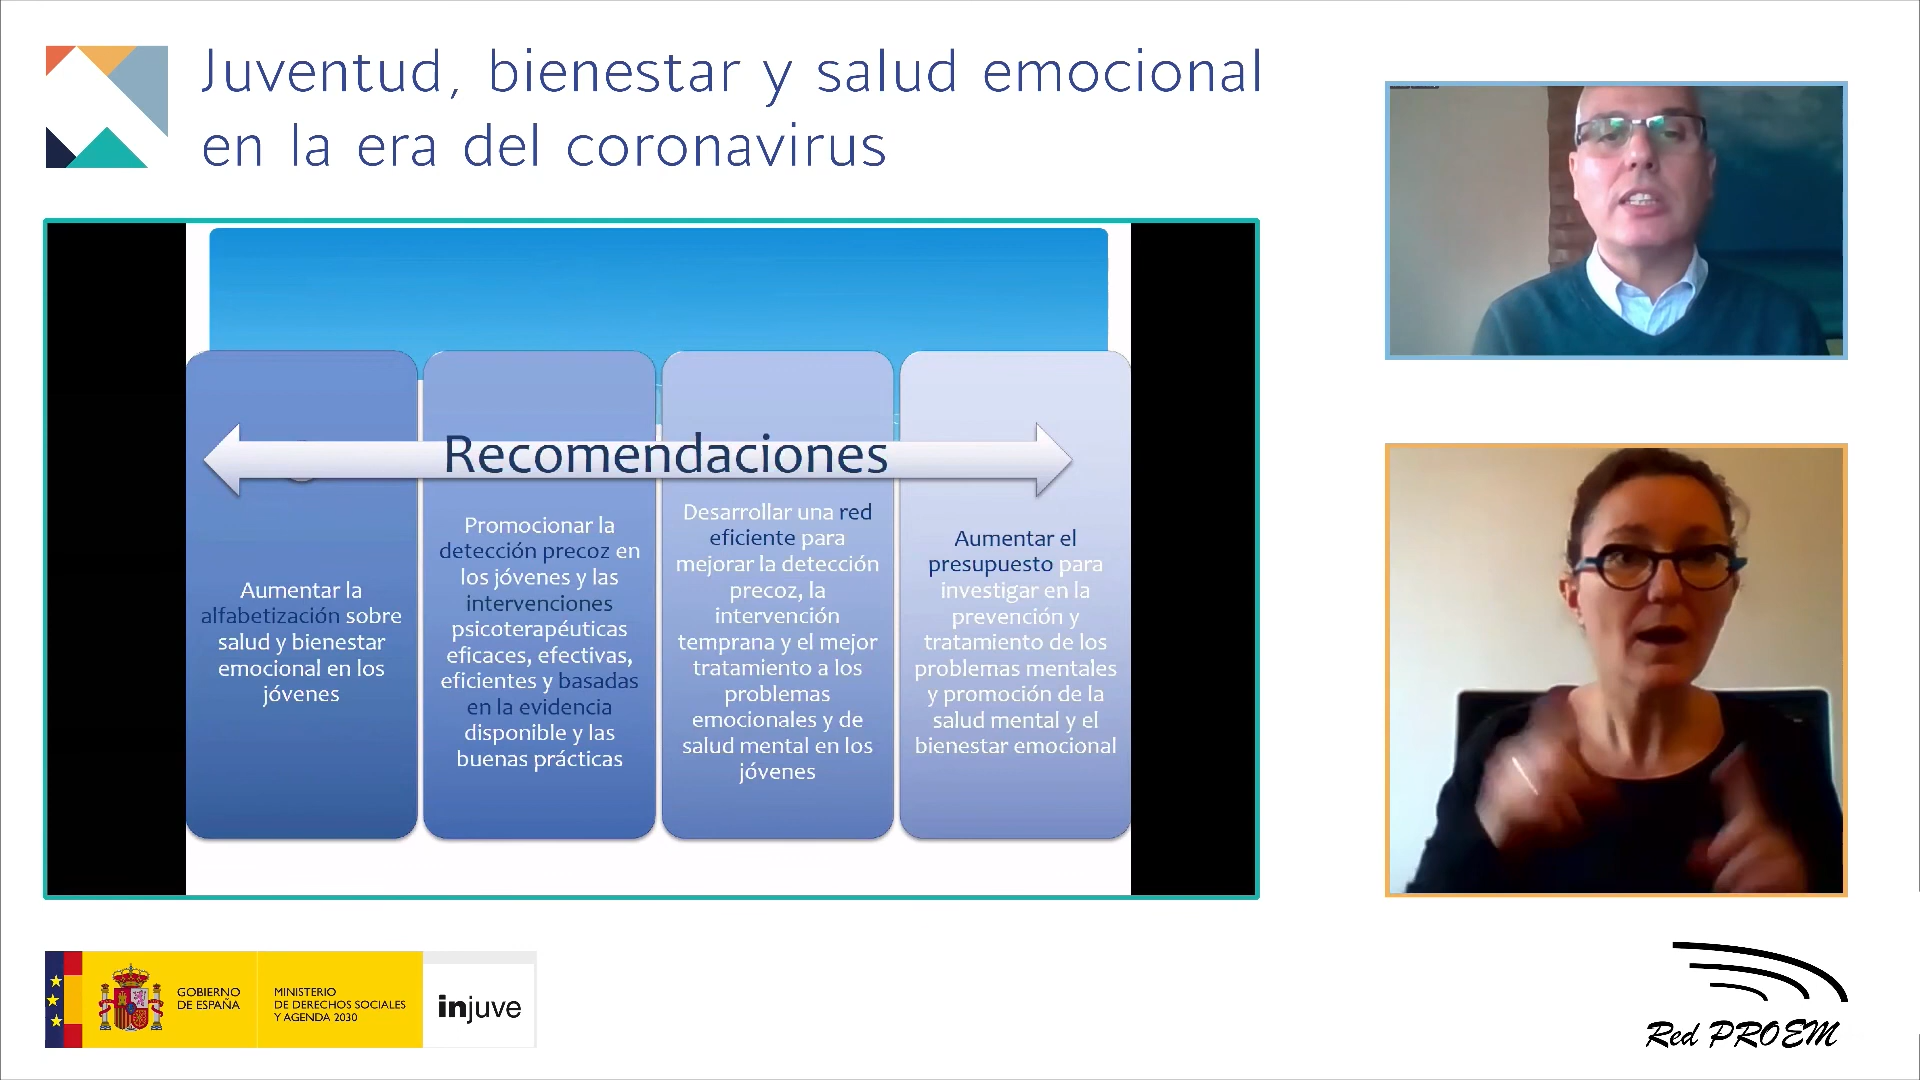 Juventud, bienestar y salud emocional
en la era del coronavirus
Recomendaciones
Aumentar la
alfabetización sobre
salud y bienestar
emocional en los
jóvenes
Promocionar la
detección precoz en
los jóvenes y las
intervenciones
psicoterapéuticas
eficaces, efectivas,
eficientes y basadas
en la evidencia
disponible y las
buenas prácticas
Desarrollar una red
eficiente para
mejorar la detección
precoz, la
intervención
temprana y el mejor
tratamiento a los
problemas
emocionales y de
salud mental en los
jóvenes
Aumentar el
presupuesto para
investigar en la
prevención y
tratamiento de los
problemas mentales
y promoción de la
salud mental y el
bienestar emocional
GOBIERNO
DE ESPAÑA
MINISTERIO
DE DERECHOS SOCIALES
Y AGENDA 2030
injuve
Red PROEM